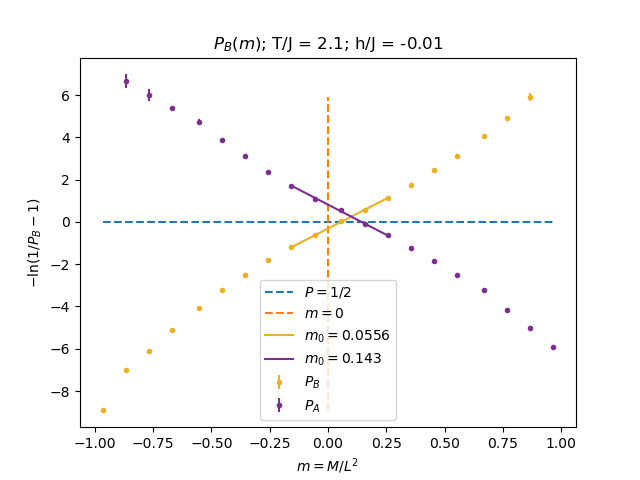 $P_B(m)$; T/J = 2.1; h/J = -0.01
−ln(1/$P_B$ − 1)
6
4
2
0
−2
−4
−6
−8
P = 1/2
m = 0
$m_0$ = 0.0556
$m_0$ = 0.143
$P_B$
$P_A$
−1.00 −0.75 −0.50 −0.25 0.00 0.25 0.50 0.75 1.00
m = M/$L^2$